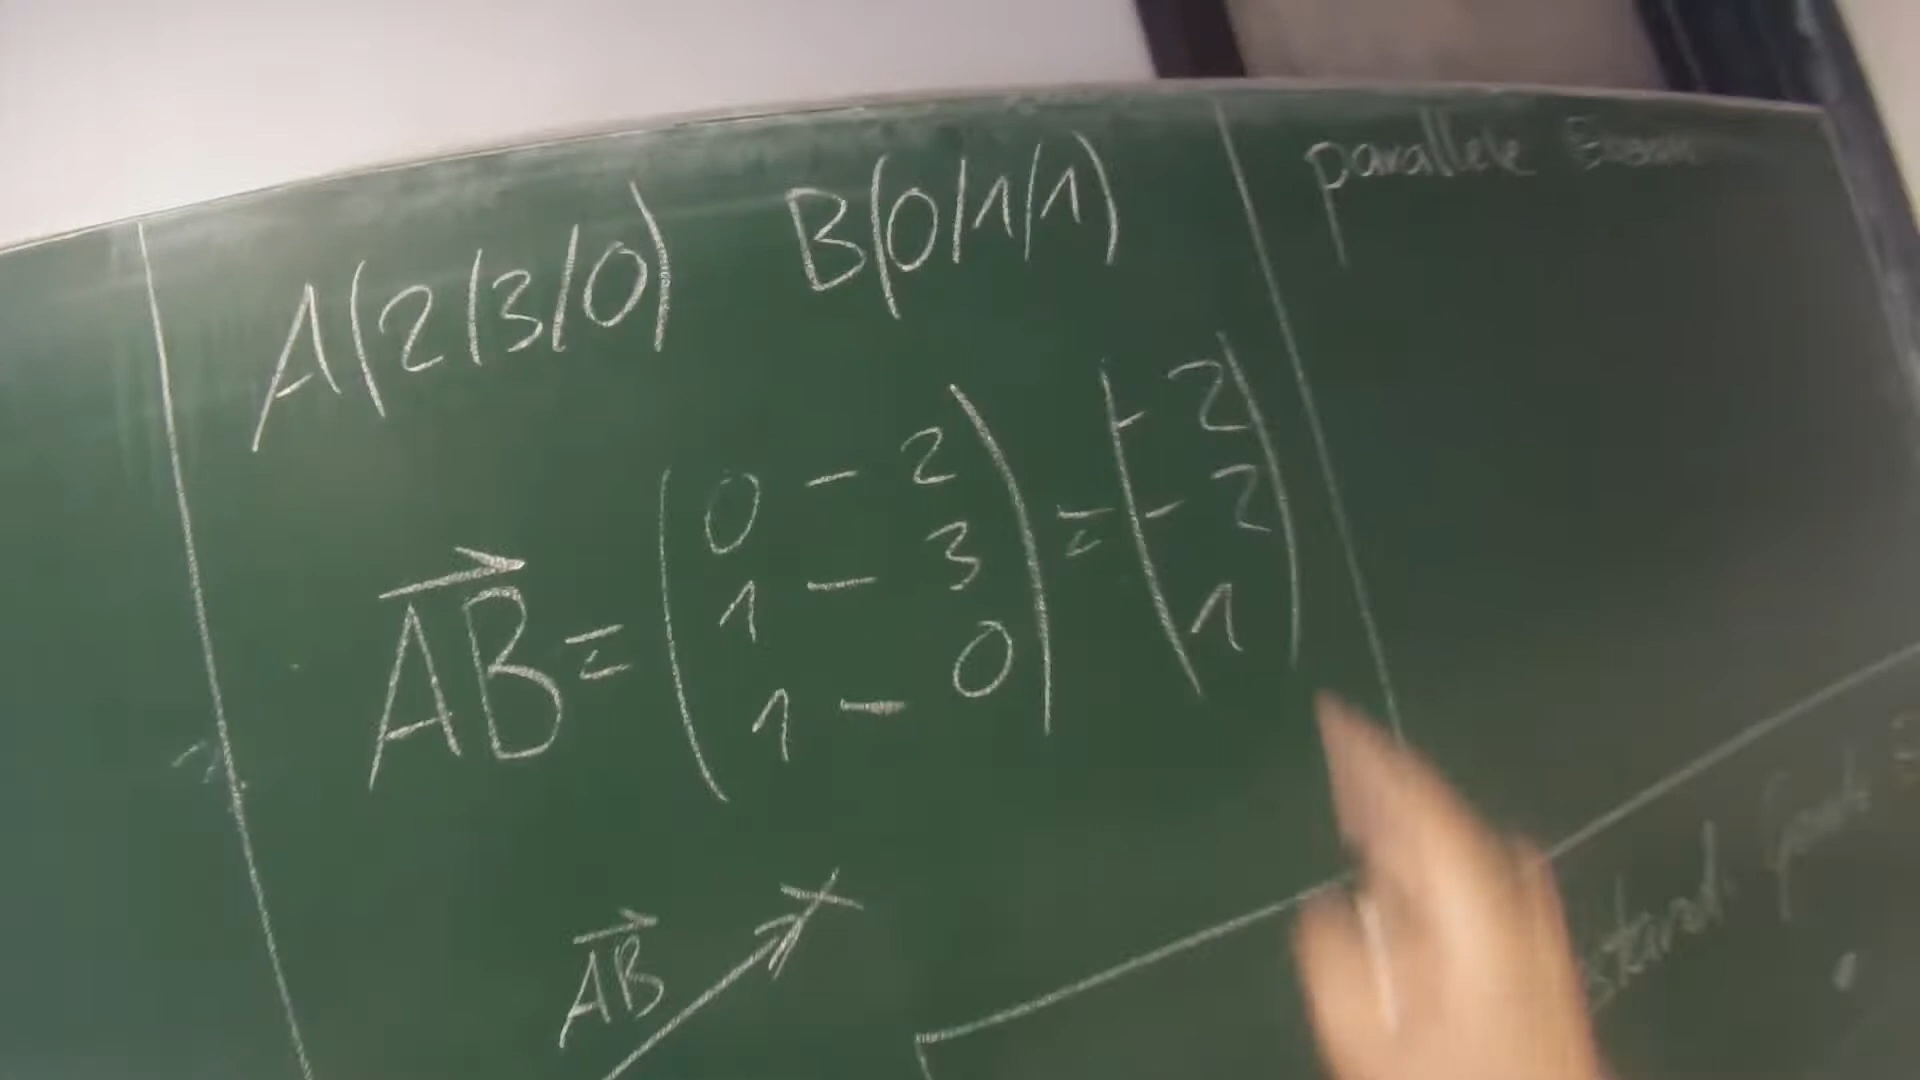 A(2|3|0) B(0|1|1)
parallele
AB = (0 - 2
1 - 3
1 - 0) = (-2
-2
1)
AB